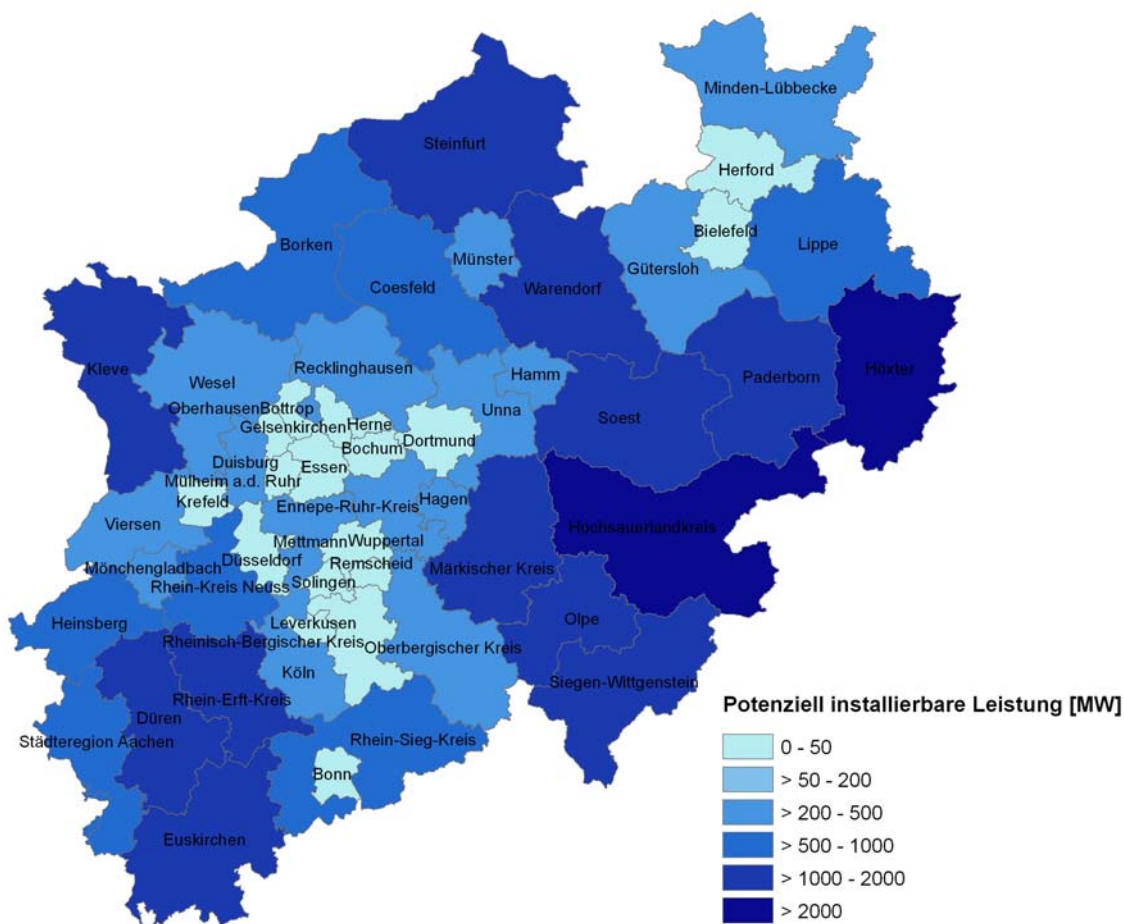 Minden-Lübbecke
Steinfurt
Herford
Bielefeld
Lippe
Borken
Münster
Gütersloh
Coesfeld
Warendorf
Kleve
Recklinghausen
Hamm
Paderborn
Höxter
Wesel
Oberhausen
Bottrop
Unna
Soest
Gelsenkirchen
Herne
Dortmund
Bochum
Duisburg
Essen
Mülheim a.d. Ruhr
Krefeld
Hagen
Ennepe-Ruhr-Kreis
Viersen
Hochsauerlandkreis
Mettmann
Wuppertal
Düsseldorf
Remscheid
Mönchengladbach
Märkischer Kreis
Rhein-Kreis Neuss
Solingen
Heinsberg
Leverkusen
Olpe
Rheinisch-Bergischer Kreis
Oberbergischer Kreis
Köln
Siegen-Wittgenstein
Rhein-Erft-Kreis
Düren
Städteregion Aachen
Rhein-Sieg-Kreis
Bonn
Euskirchen
Potenziell installierbare Leistung [MW]
0 - 50
> 50 - 200
> 200 - 500
> 500 - 1000
> 1000 - 2000
> 2000